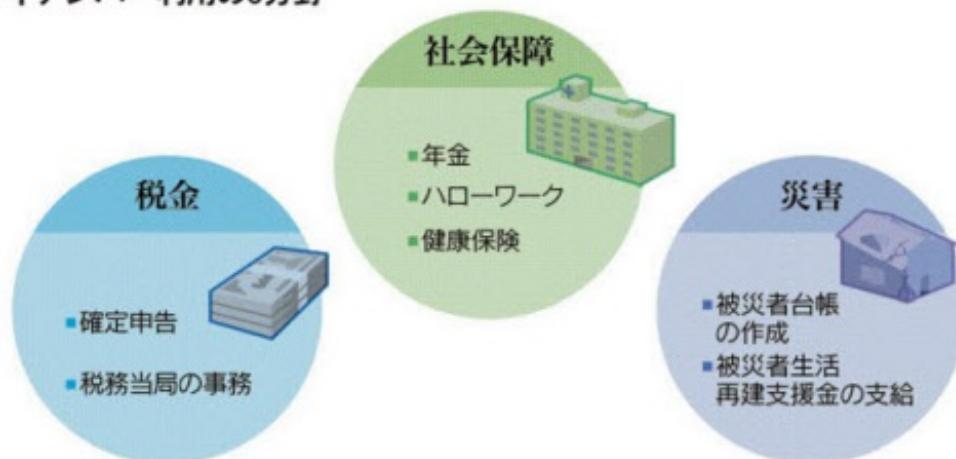 社会保障
年金
ハローワーク
健康保険
税金
確定申告
税務当局の事務
災害
被災者台帳
の作成
被災者生活
再建支援金の支給